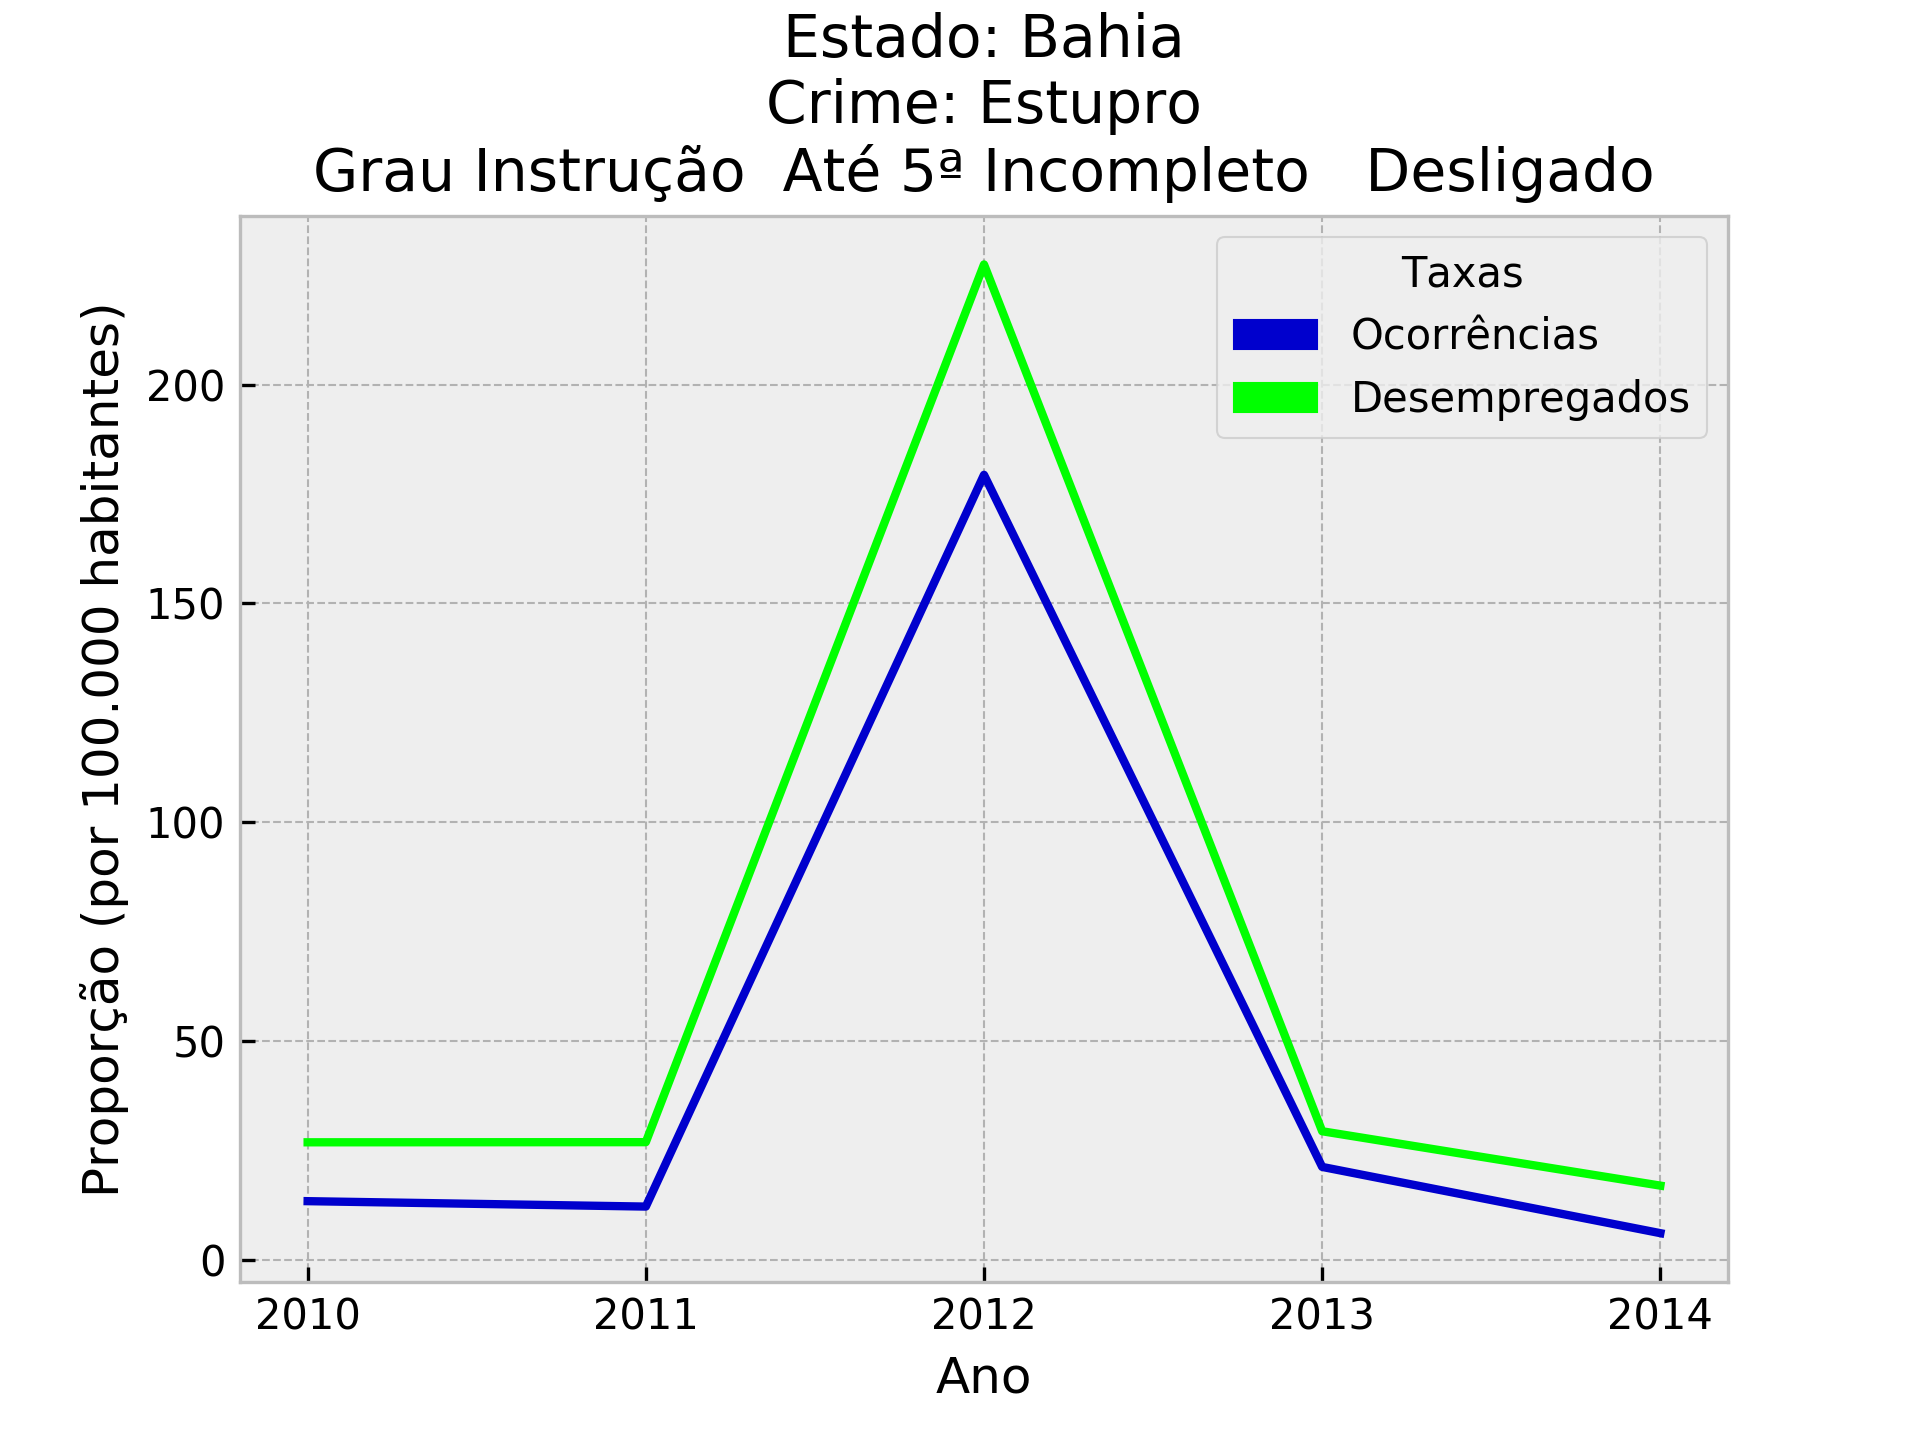 Estado: Bahia
Crime: Estupro
Grau Instrução  Até 5ª Incompleto   Desligado
Proporção (por 100.000 habitantes)
200
150
100
50
0
Taxas
Ocorrências
Desempregados
2010
2011
2012
2013
2014
Ano